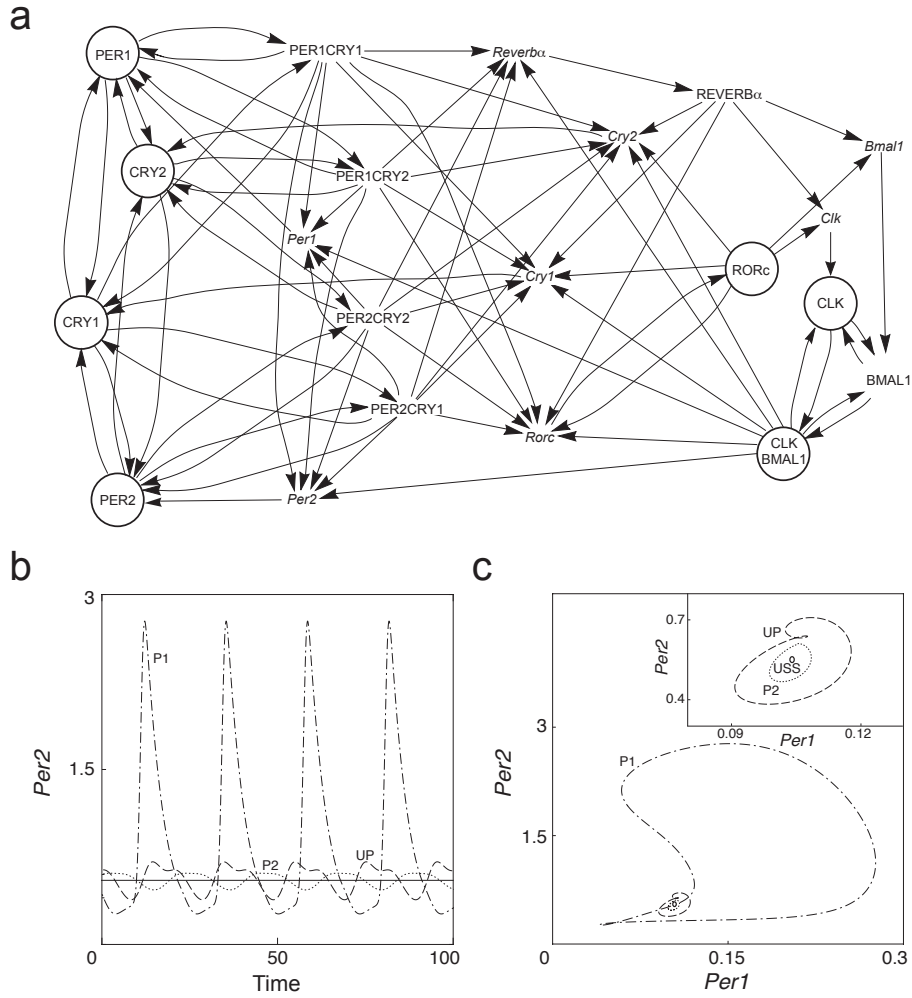 a
PER1
PER1CRY1
Reverbα
REVERBα
Cry2
Bmal1
CRY2
PER1CRY2
Clk
Per1
RORc
Cry1
CLK
CRY1
PER2CRY2
BMAL1
PER2CRY1
Rorc
CLK
BMAL1
PER2
Per2
b
3
1.5
0
Per2
P1
P2
UP
0
50
100
Time
c
3
1.5
0
Per2
P1
0
0.15
0.3
Per1
0.7
0.4
Per2
UP
USS
P2
0.09
0.12
Per1